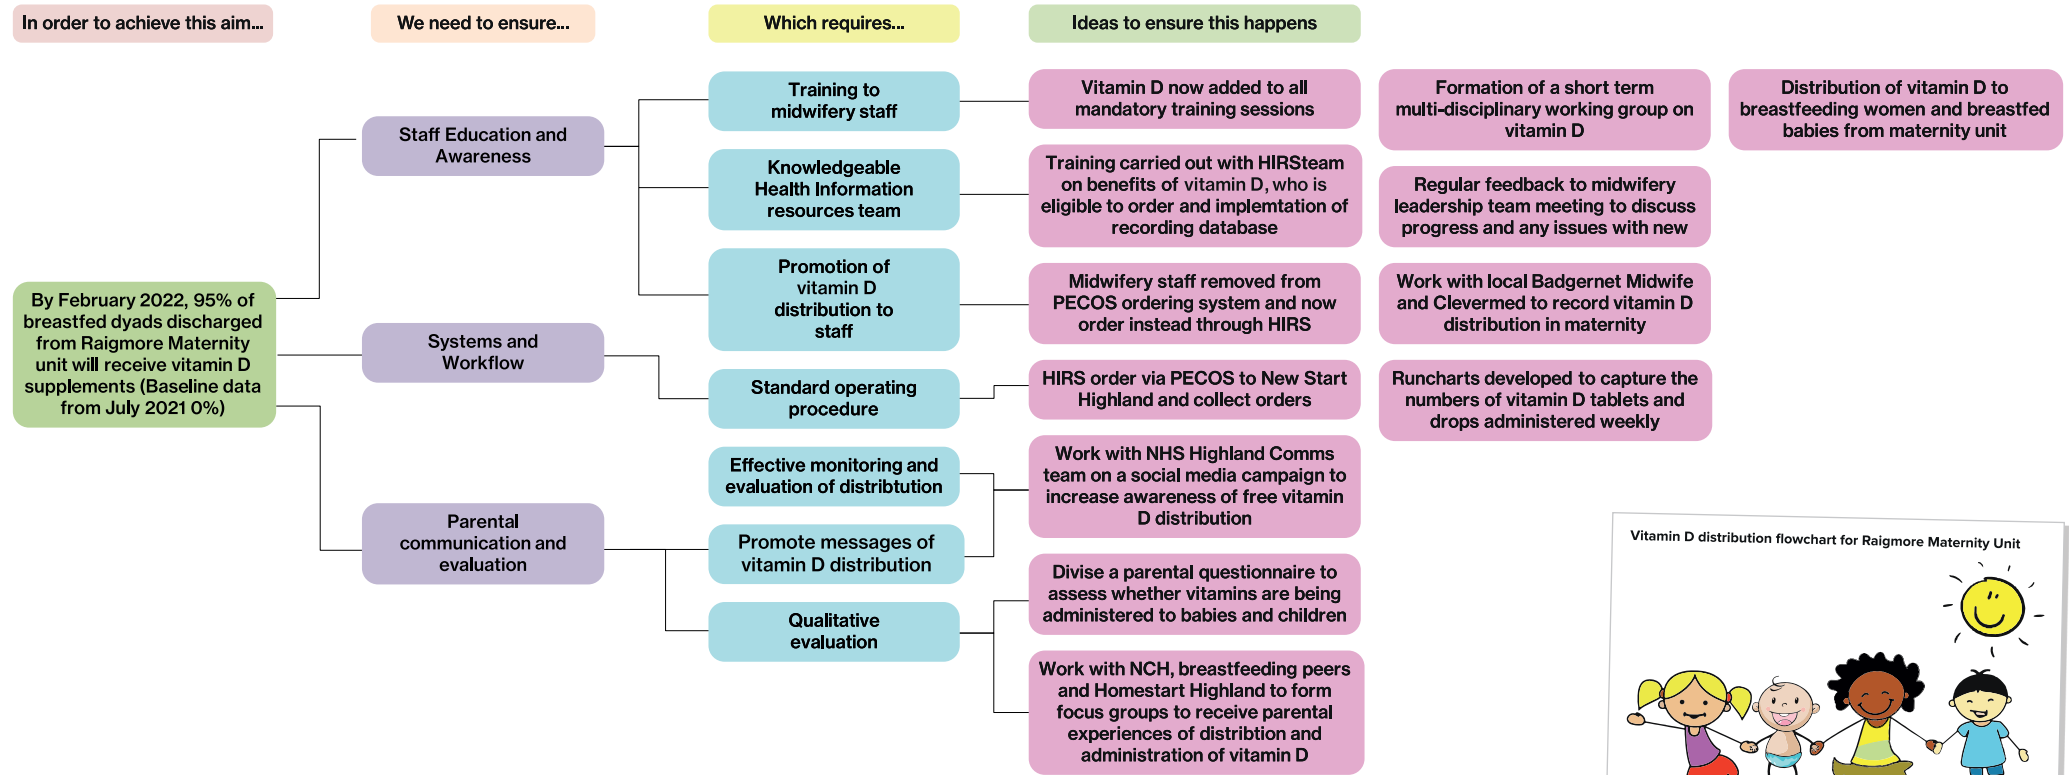 In order to achieve this aim...
We need to ensure...
Which requires...
Ideas to ensure this happens
By February 2022, 95% of
breastfed dyads discharged
from Raigmore Maternity
unit will receive vitamin D
supplements (Baseline data
from July 2021 0%)
Staff Education and
Awareness
Systems and
Workflow
Parental
communication and
evaluation
Training to
midwifery staff
Knowledgeable
Health Information
resources team
Promotion of
vitamin D
distribution to
staff
Standard operating
procedure
Effective monitoring and
evaluation of distribtution
Promote messages of
vitamin D distribution
Qualitative
evaluation
Vitamin D now added to all
mandatory training sessions
Training carried out with HIRSteam
on benefits of vitamin D, who is
eligible to order and implemtation of
recording database
Midwifery staff removed from
PECOS ordering system and now
order instead through HIRS
HIRS order via PECOS to New Start
Highland and collect orders
Work with NHS Highland Comms
team on a social media campaign to
increase awareness of free vitamin
D distribution
Divise a parental questionnaire to
assess whether vitamins are being
administered to babies and children
Work with NCH, breastfeeding peers
and Homestart Highland to form
focus groups to receive parental
experiences of distribtion and
administration of vitamin D
Formation of a short term
multi-disciplinary working group on
vitamin D
Regular feedback to midwifery
leadership team meeting to discuss
progress and any issues with new
Work with local Badgernet Midwife
and Clevermed to record vitamin D
distribution in maternity
Runcharts developed to capture the
numbers of vitamin D tablets and
drops administered weekly
Distribution of vitamin D to
breastfeeding women and breastfed
babies from maternity unit
Vitamin D distribution flowchart for Raigmore Maternity Unit